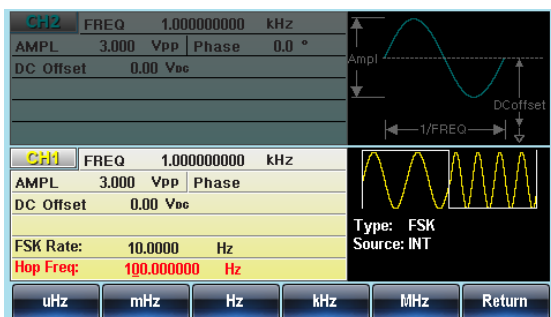 CH2 FREQ 1.000000000 kHz
AMPL 3.000 VPP Phase 0.0 °
DC Offset 0.00 VDC
Ampl
DCoffset
1/FREQ
CH1 FREQ 1.000000000 kHz
AMPL 3.000 VPP Phase
DC Offset 0.00 VDC
FSK Rate: 10.0000 Hz
Hop Freq: 100.000000 Hz
Type: FSK
Source: INT
uHz mHz Hz kHz MHz Return